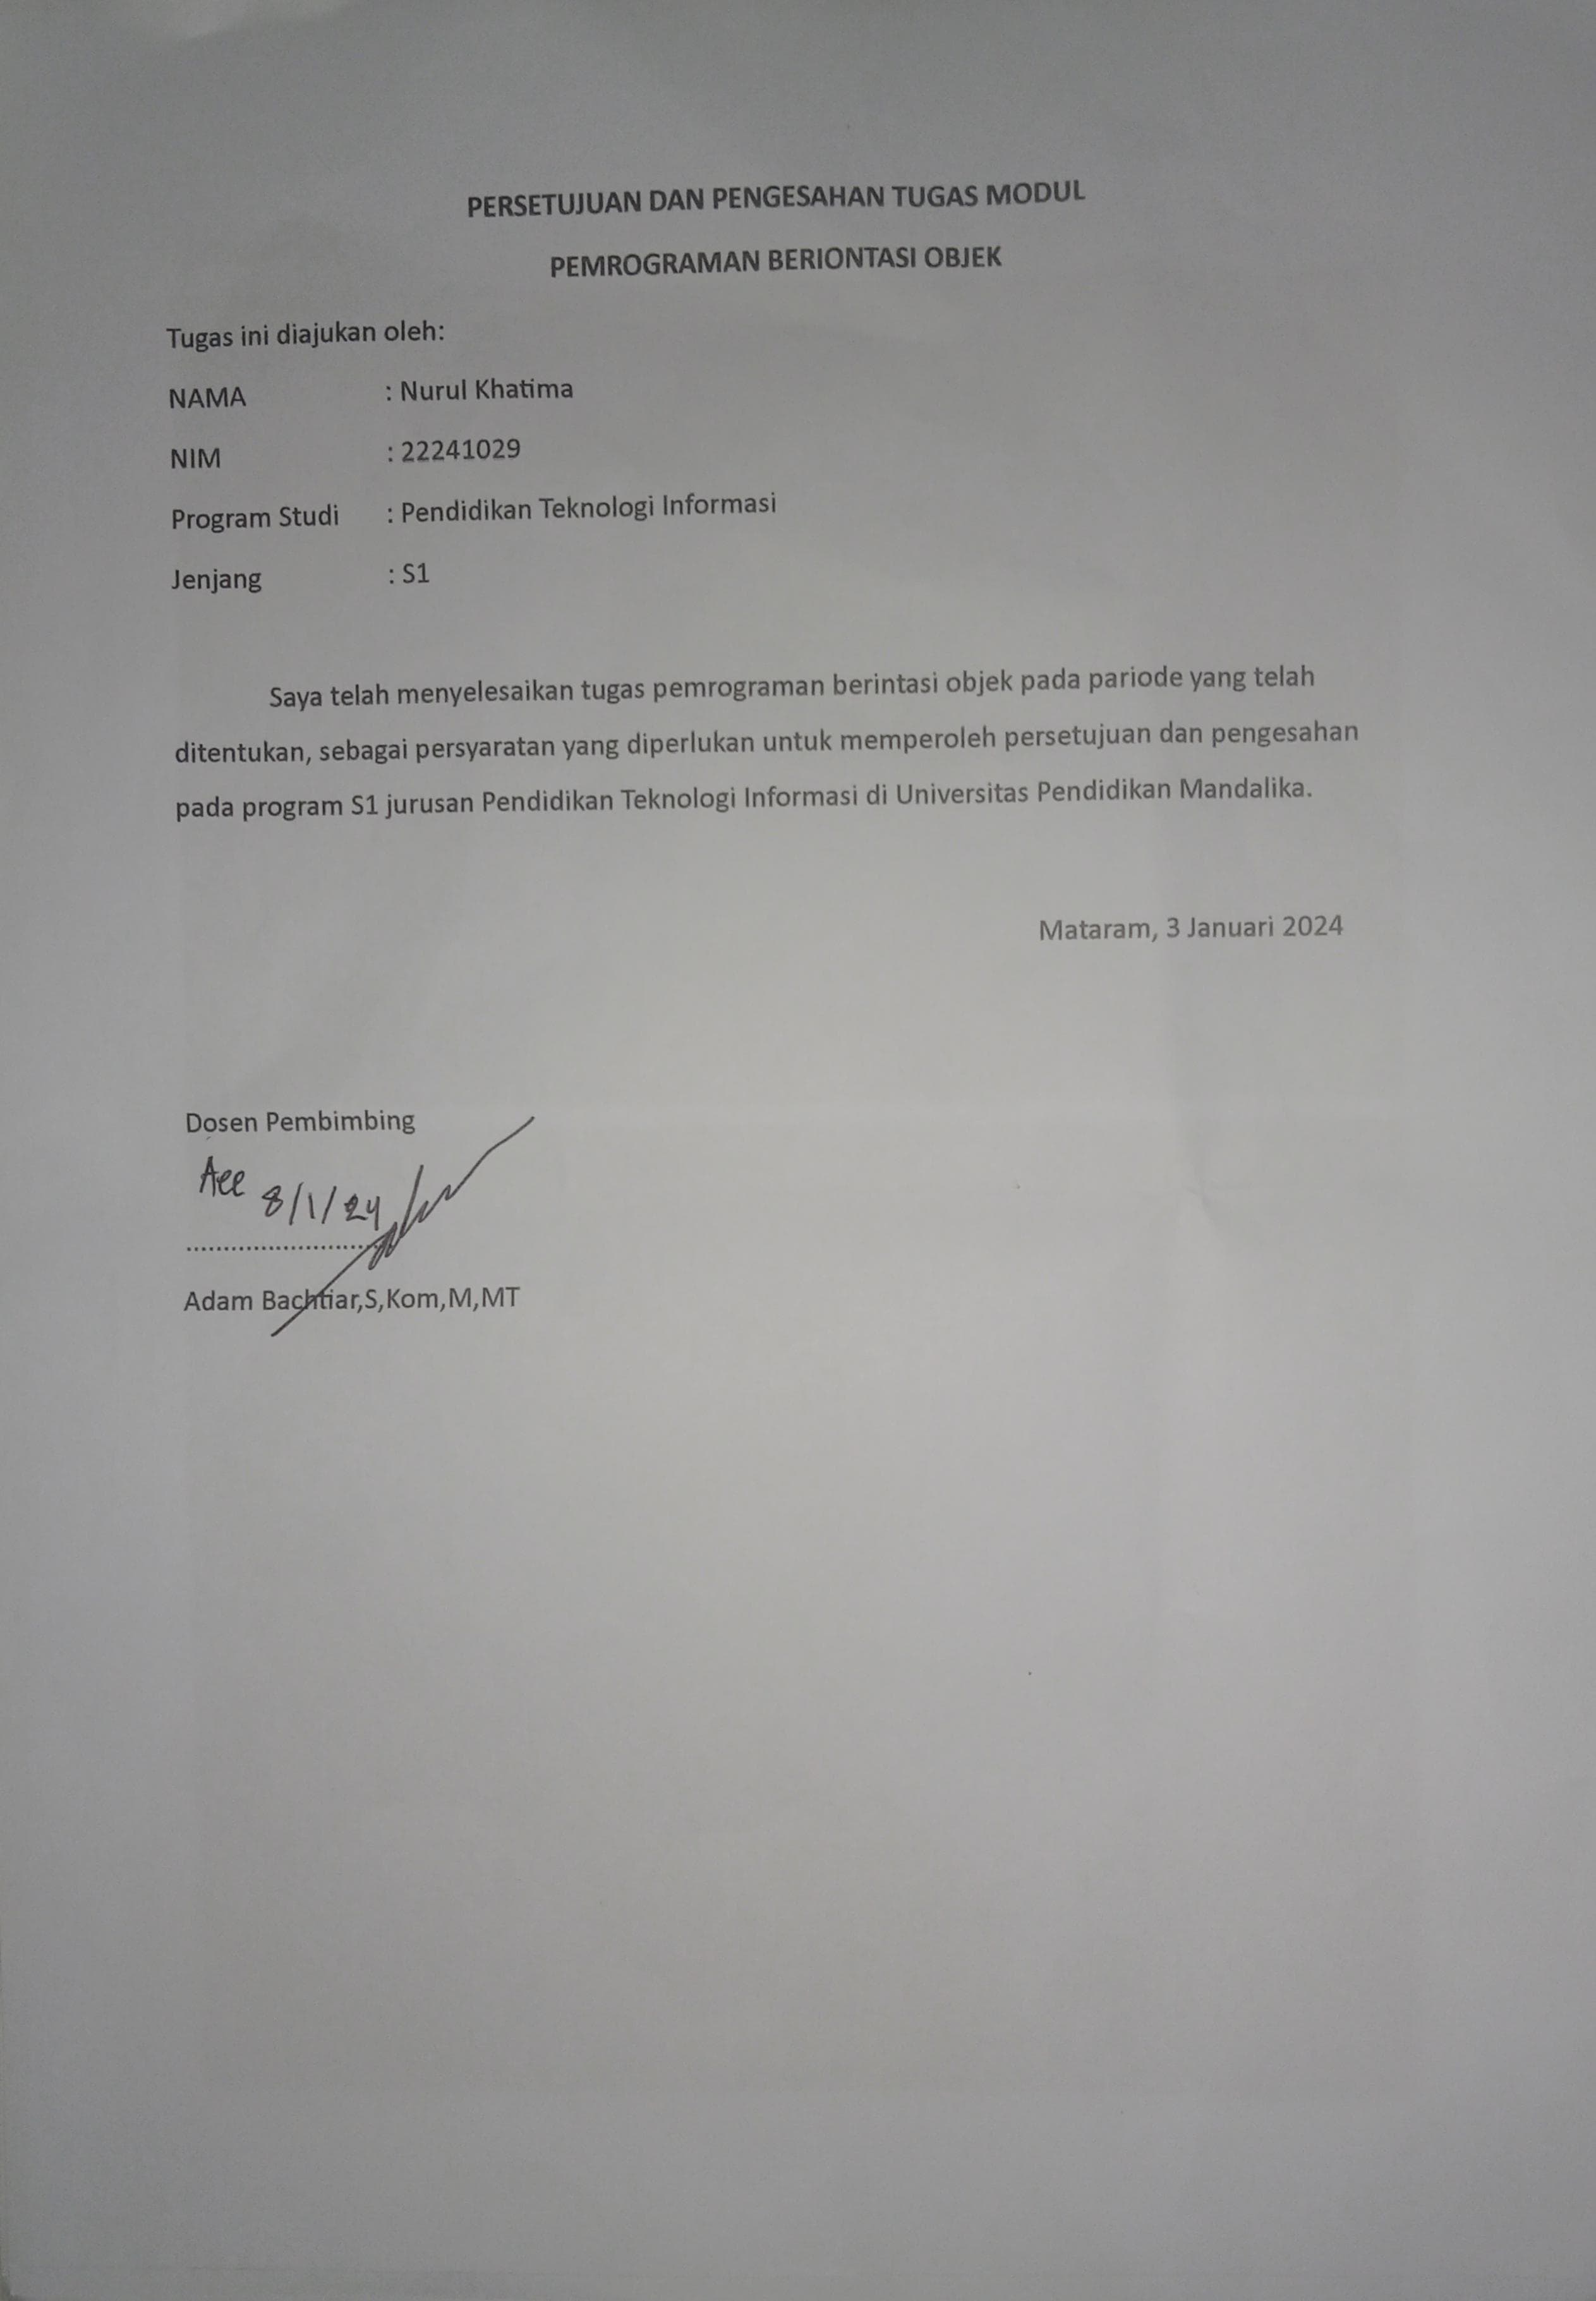 PERSETUJUAN DAN PENGESAHAN TUGAS MODUL
PEMROGRAMAN BERIONTASI OBJEK
Tugas ini diajukan oleh:
NAMA : Nurul Khatima
NIM : 22241029
Program Studi : Pendidikan Teknologi Informasi
Jenjang : S1
Saya telah menyelesaikan tugas pemrograman berintasi objek pada pariode yang telah
ditentukan, sebagai persyaratan yang diperlukan untuk memperoleh persetujuan dan pengesahan
pada program S1 jurusan Pendidikan Teknologi Informasi di Universitas Pendidikan Mandalika.
Mataram, 3 Januari 2024
Dosen Pembimbing
Acc 8/1/24
..........................
Adam Bachtiar,S,Kom,M,MT